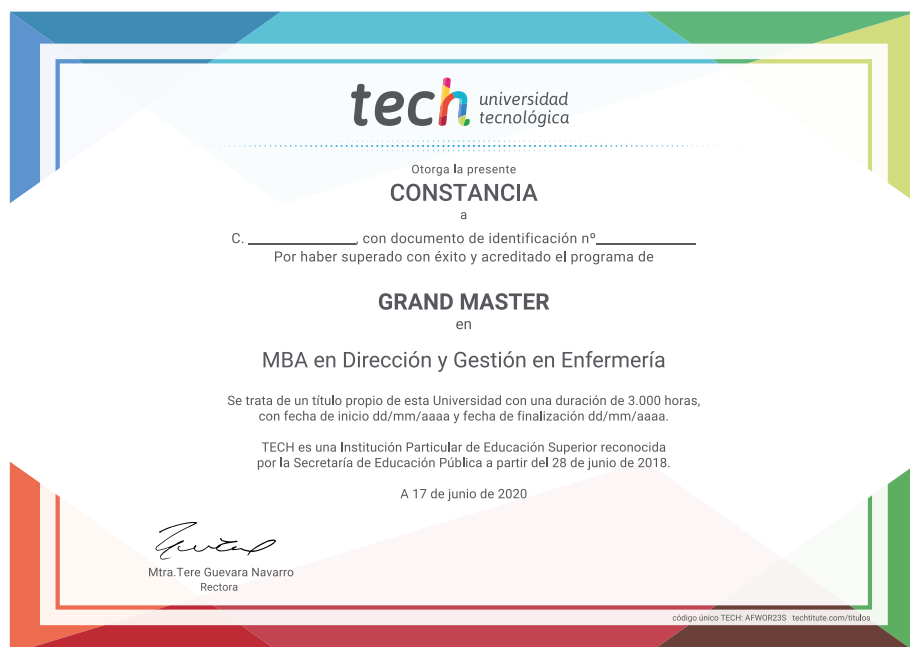 tech universidad
tecnológica
Otorga la presente
CONSTANCIA
a
C. ____________, con documento de identificación nº____________
Por haber superado con éxito y acreditado el programa de
GRAND MASTER
en
MBA en Dirección y Gestión en Enfermería
Se trata de un título propio de esta Universidad con una duración de 3.000 horas,
con fecha de inicio dd/mm/aaaa y fecha de finalización dd/mm/aaaa.
TECH es una Institución Particular de Educación Superior reconocida
por la Secretaría de Educación Pública a partir del 28 de junio de 2018.
A 17 de junio de 2020
Mtra.Tere Guevara Navarro
Rectora
código único TECH: AFWOR23S techtitute.com/titulos